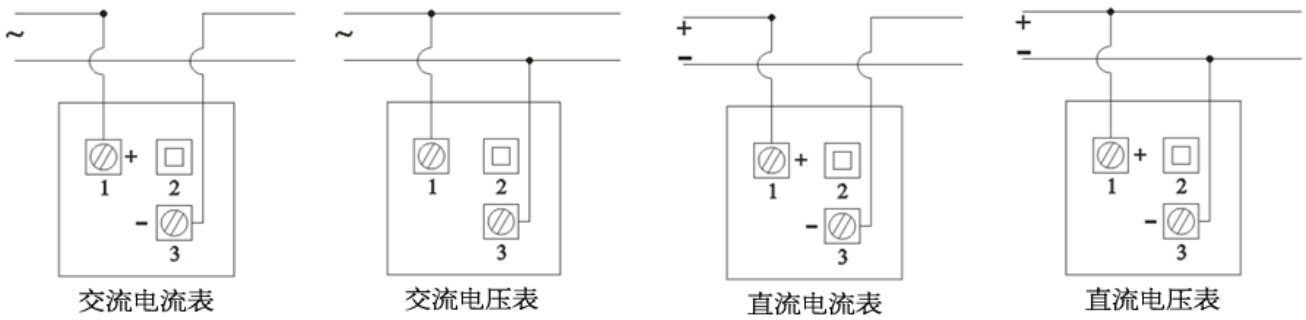 ~ ~ + +
- -
+ + +
1 2 1 2 1 2 1 2
- - -
3 3 3 3
交流电流表 交流电压表 直流电流表 直流电压表